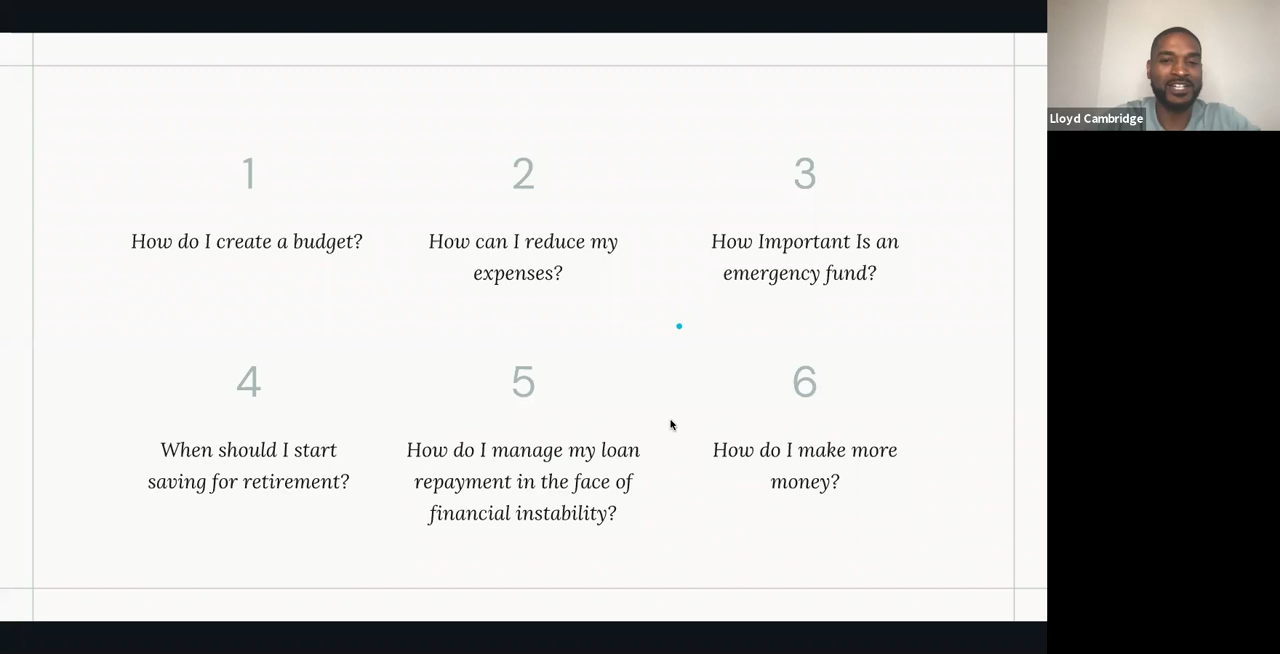 1
How do I create a budget?
2
How can I reduce my
expenses?
3
How Important Is an
emergency fund?
4
When should I start
saving for retirement?
5
How do I manage my loan
repayment in the face of
financial instability?
6
How do I make more
money?
Lloyd Cambridge